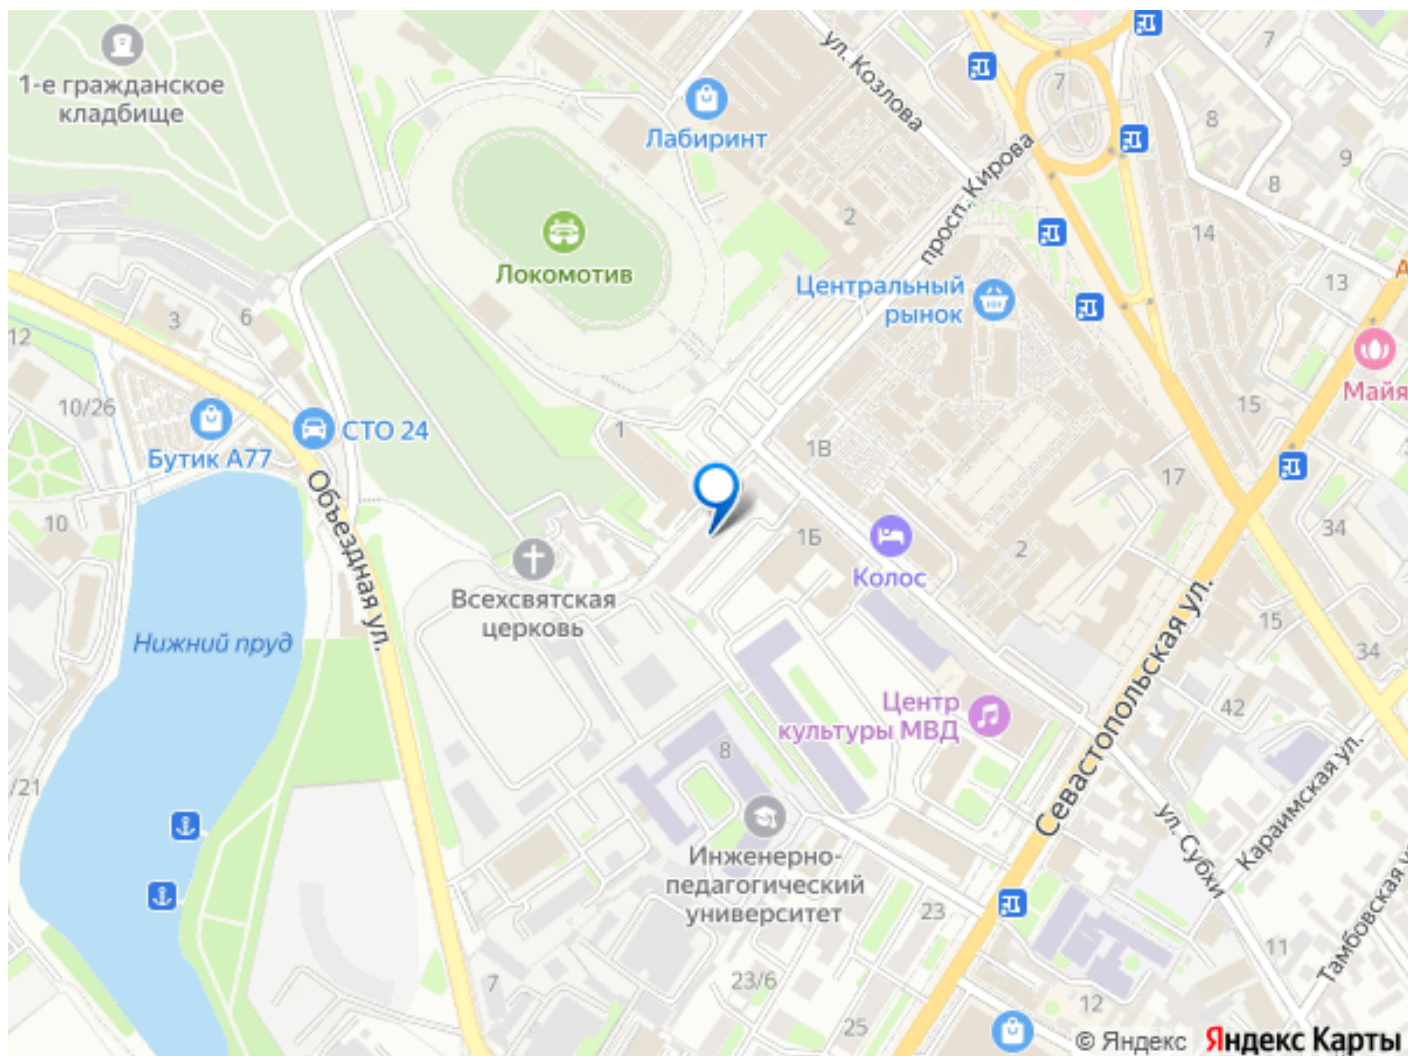 1-е гражданское
кладбище
ул. Козлова
7
7
8
Лабиринт
просп. Кирова
9
8
2
14
Локомотив
Центральный
рынок
13
3
6
12
Майя
10/26
СТО 24
1
15
Бутик А77
1В
17
Объездная ул.
10
34
1Б
2
Колос
Всехсвятская
церковь
Севастопольская ул.
15
Нижний пруд
34
Центр
культуры МВД
42
8
Караимская ул.
/21
ул. Субхи
Инженерно-
педагогический
университет
23
Тамбовская у
11
23/6
7
12
25
© Яндекс Яндекс Карты